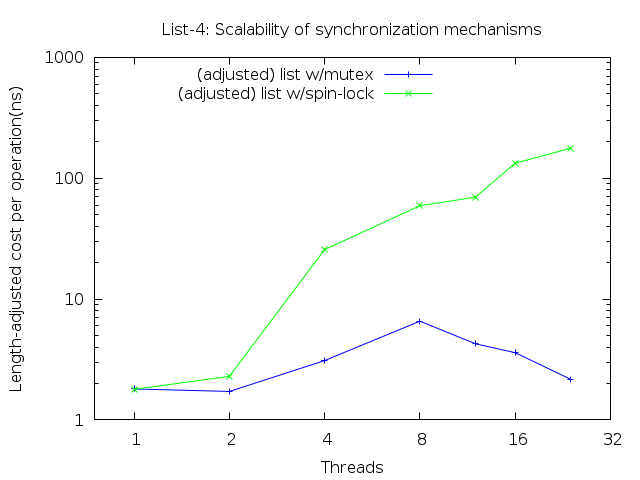 List-4: Scalability of synchronization mechanisms
1000
(adjusted) list w/mutex
(adjusted) list w/spin-lock
100
10
1
Length-adjusted cost per operation(ns)
1 2 4 8 16 32
Threads